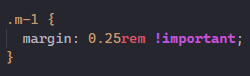 .m-1 {
  margin: 0.25rem !important;
}